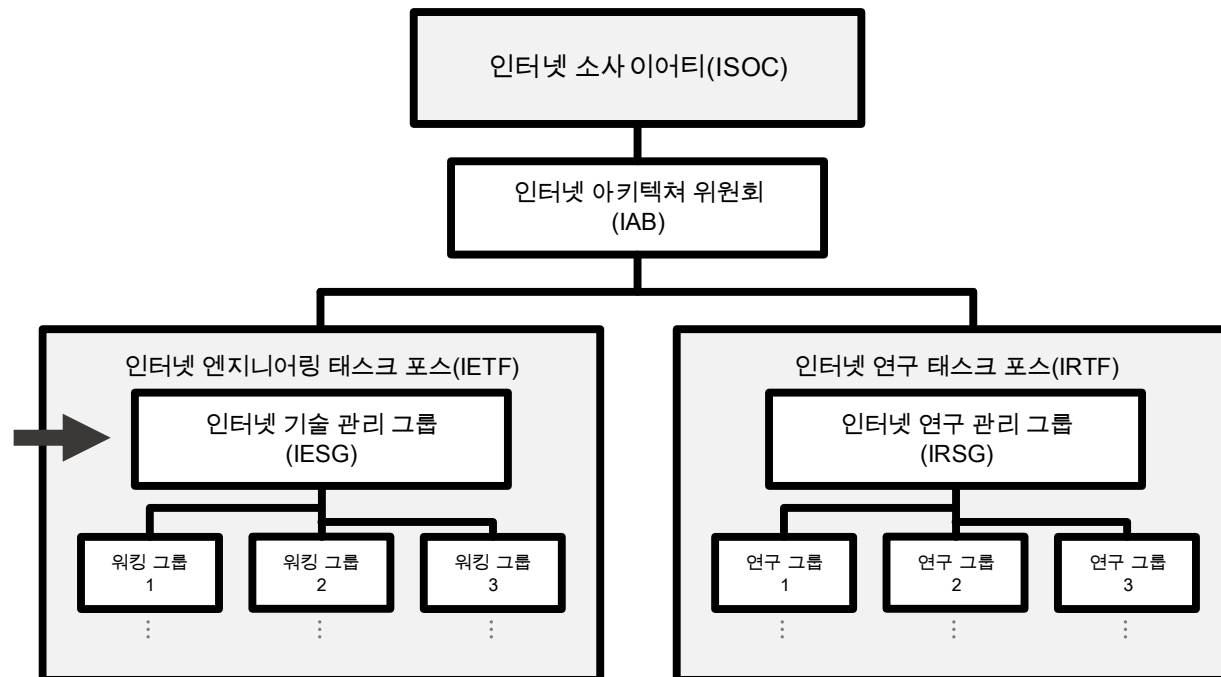 인터넷 소사이어티(ISOC)
인터넷 아키텍쳐 위원회
(IAB)
인터넷 엔지니어링 태스크 포스(IETF)
인터넷 기술 관리 그룹
(IESG)
워킹 그룹
1
워킹 그룹
2
워킹 그룹
3
인터넷 연구 태스크 포스(IRTF)
인터넷 연구 관리 그룹
(IRSG)
연구 그룹
1
연구 그룹
2
연구 그룹
3